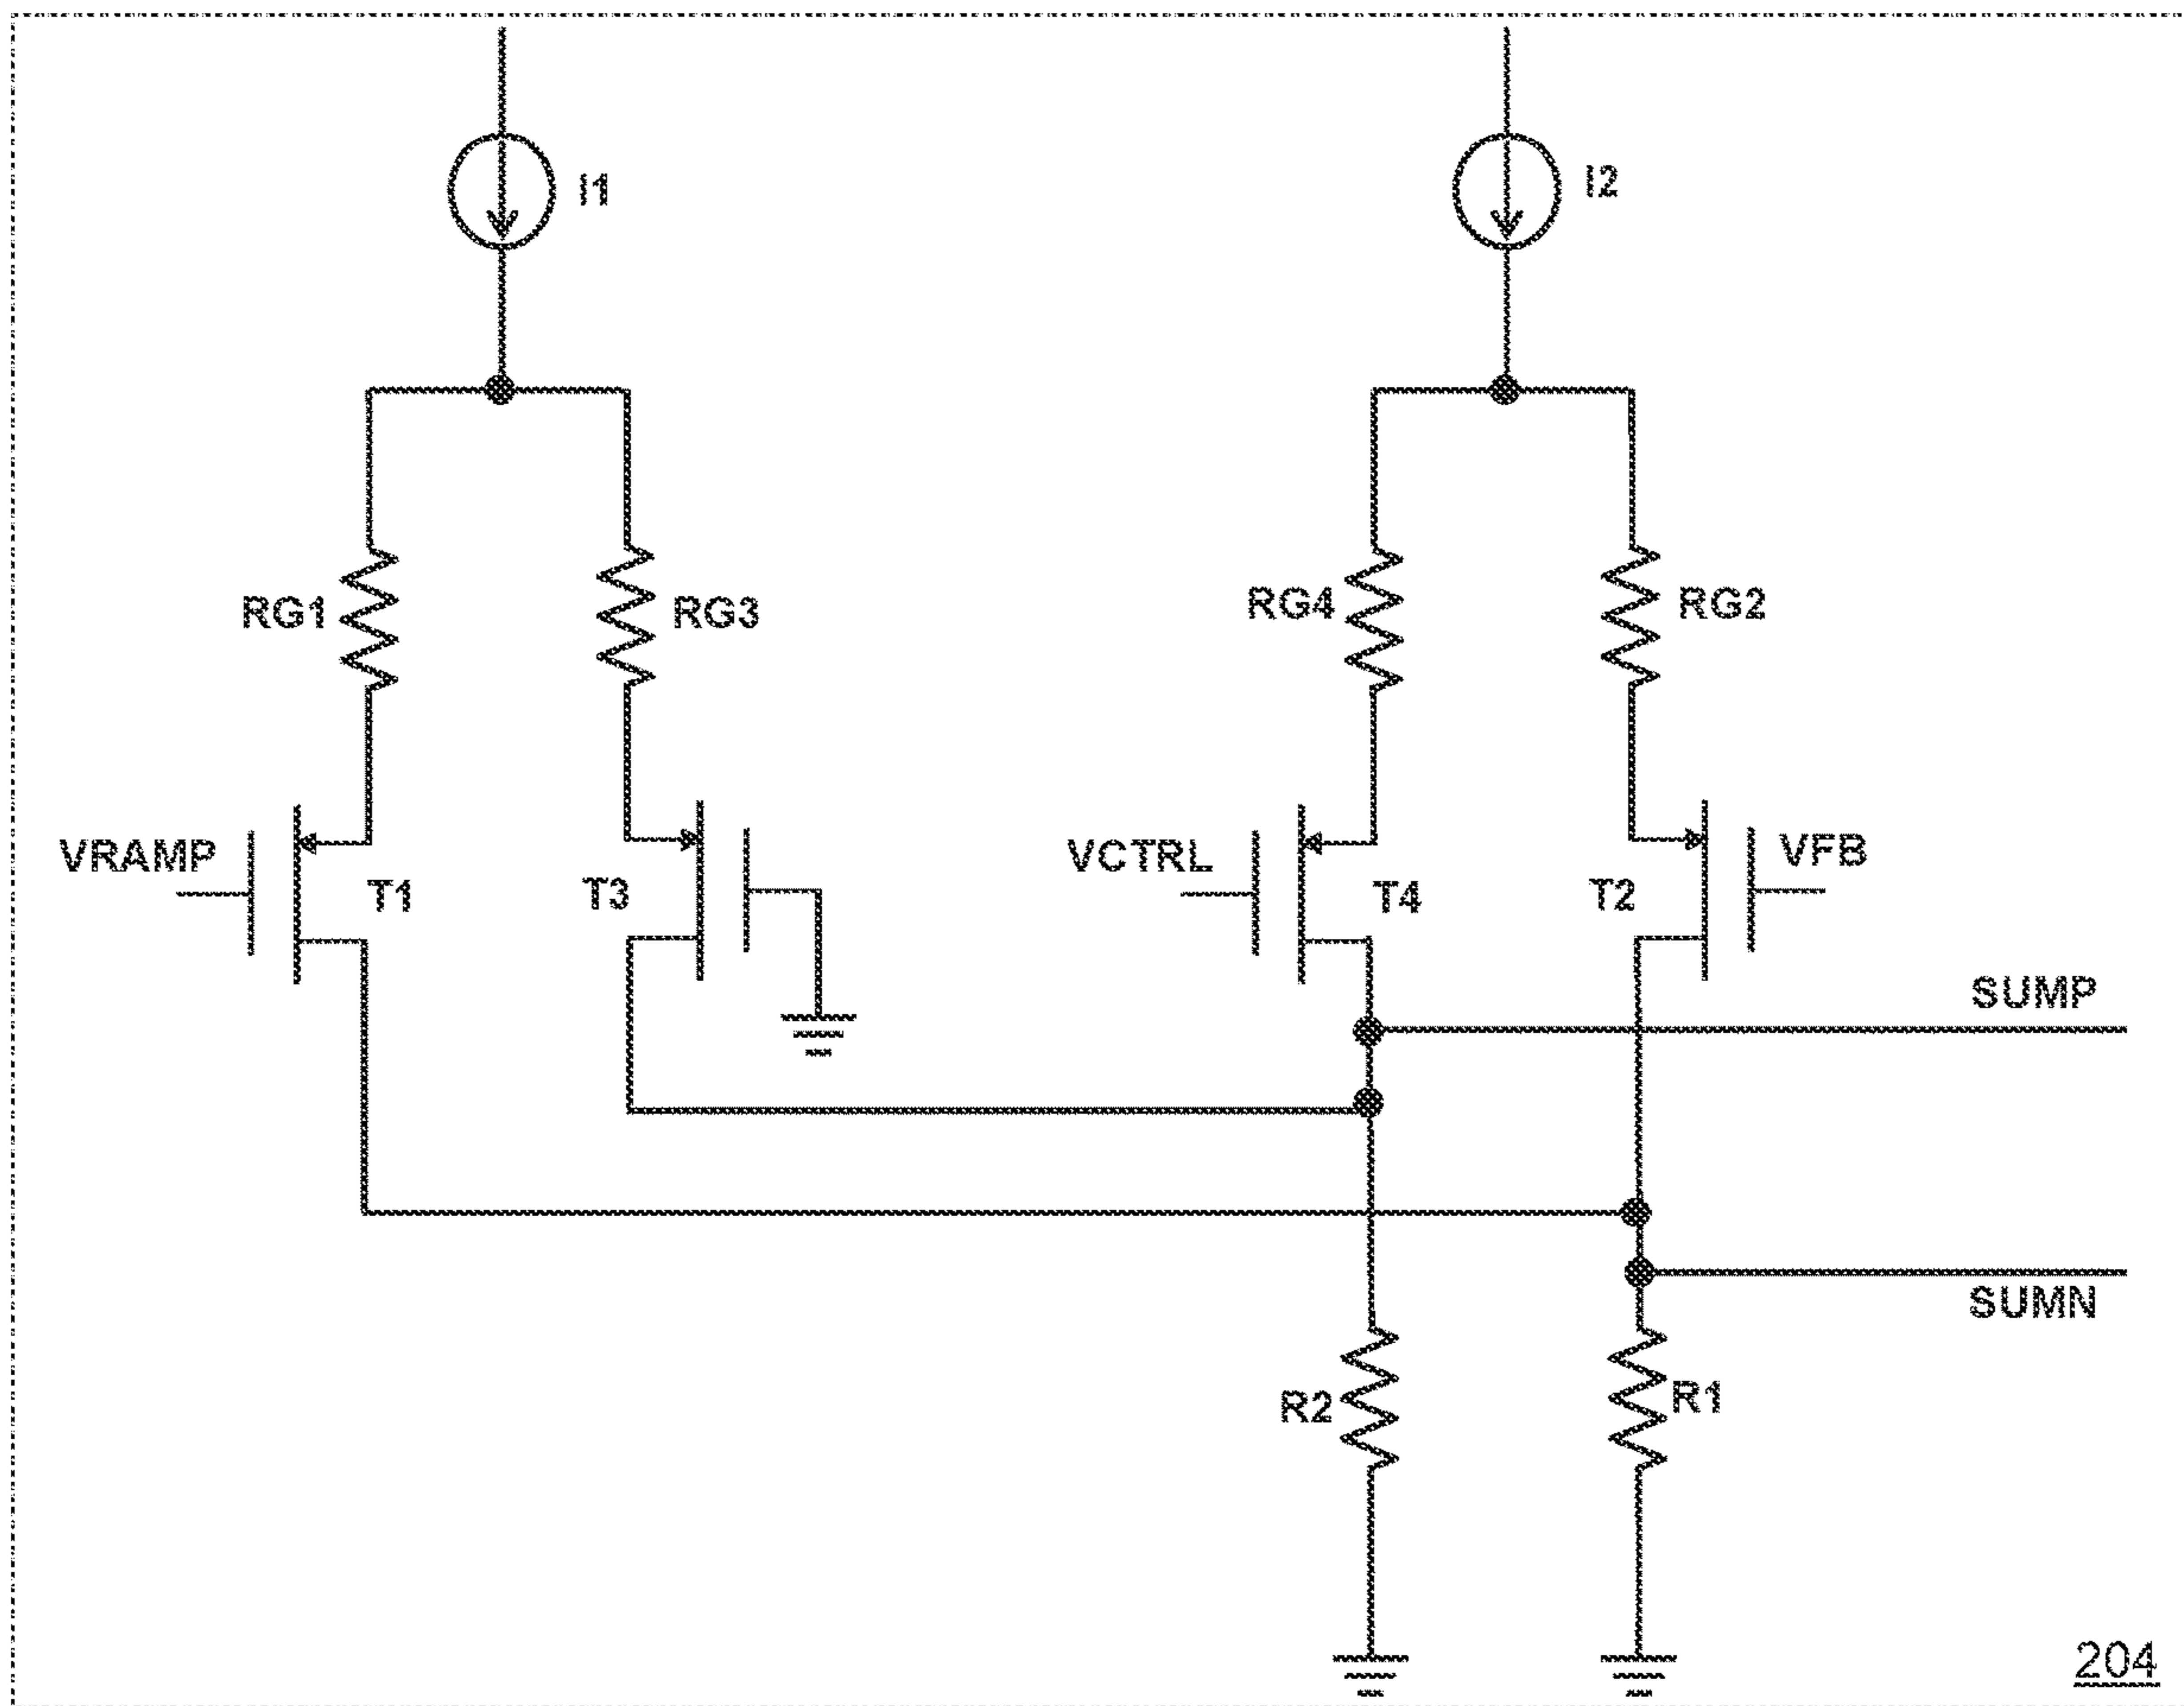 I1
I2
RG1
RG3
RG4
RG2
VRAMP
T1
T3
VCTRL
T4
T2
VFB
SUMP
SUMN
R2
R1
204